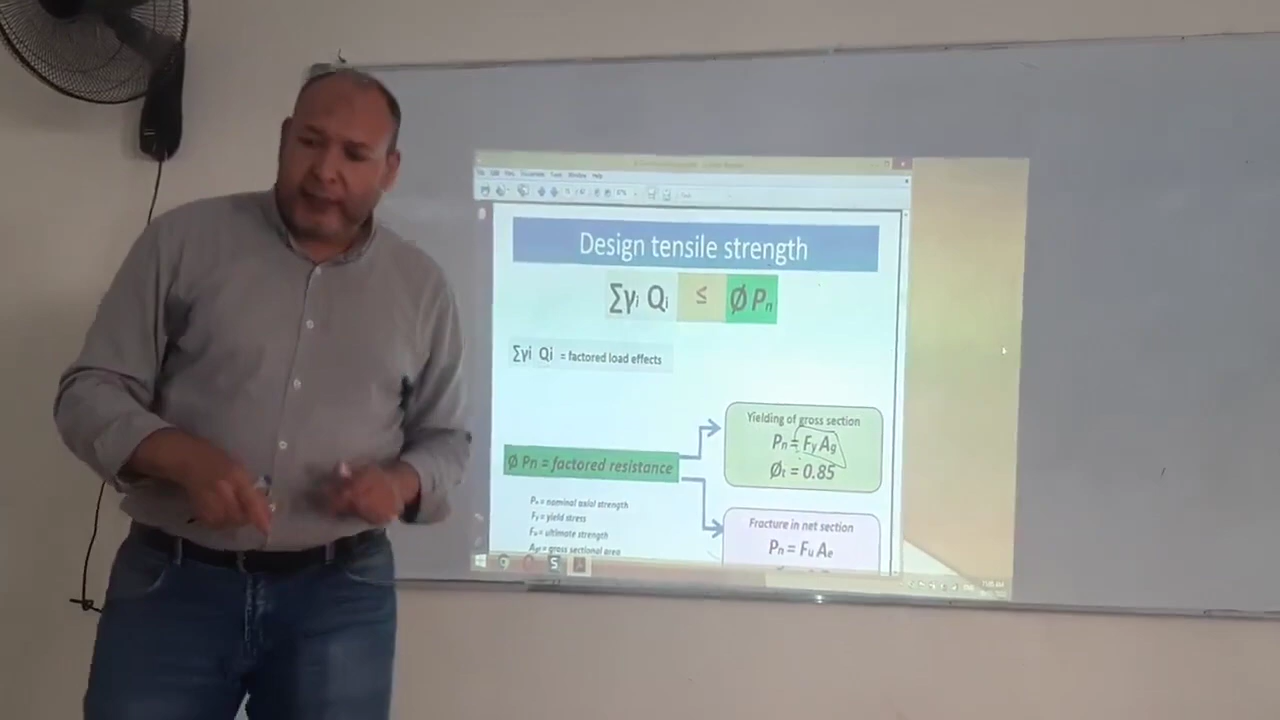 Design tensile strength
∑γi Qi ≤ Ø Pn
∑γi Qi = factored load effects
Yielding of gross section
Pn = Fy Ag
Øt = 0.85
Ø Pn = factored resistance
Pn = nominal axial strength
Fy = yield stress
Fu = ultimate strength
Ag = gross sectional area
Fracture in net section
Pn = Fu Ae